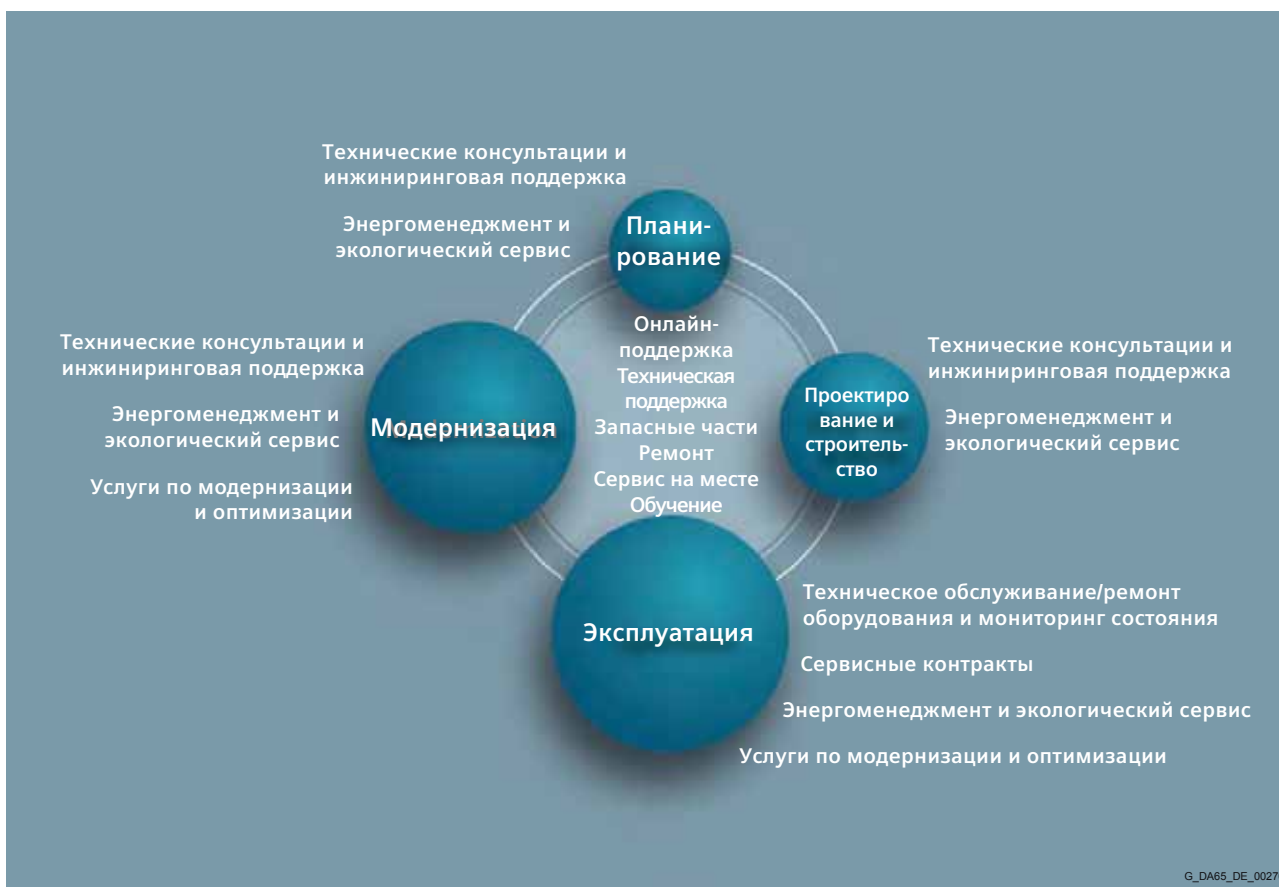 Технические консультации и
инжиниринговая поддержка
Энергоменеджмент и
экологический сервис
Плани-
рование
Технические консультации и
инжиниринговая поддержка
Энергоменеджмент и
экологический сервис
Услуги по модернизации
и оптимизации
Модернизация
Онлайн-
поддержка
Техническая
поддержка
Запасные части
Ремонт
Сервис на месте
Обучение
Проектиро
вание и
строитель-
ство
Технические консультации и
инжиниринговая поддержка
Энергоменеджмент и
экологический сервис
Эксплуатация
Техническое обслуживание/ремонт
оборудования и мониторинг состояния
Сервисные контракты
Энергоменеджмент и экологический сервис
Услуги по модернизации и оптимизации
G_DA65_DE_0027